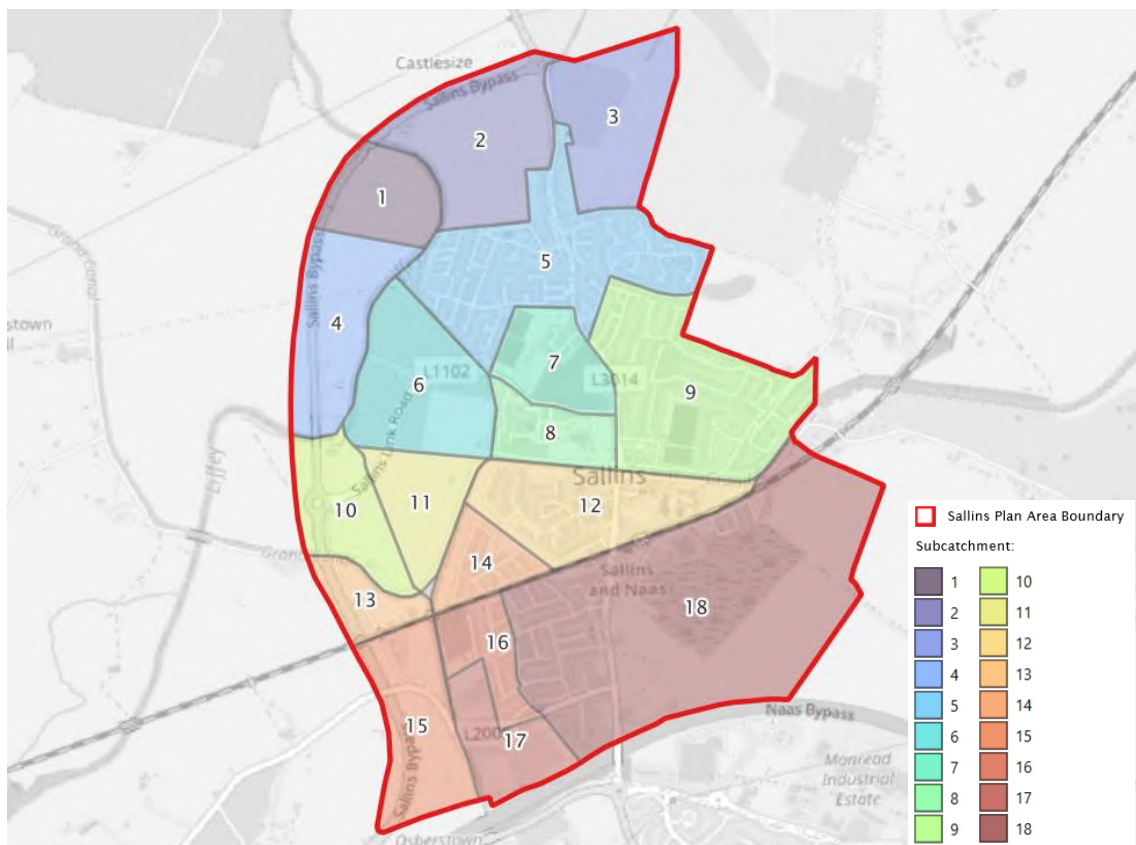 Castlesize
Sallins Bypass
3
2
1
Grand Canal
Sallins Bypass
5
4
7
L1102
L3014
6
9
Sallins Link Road
8
Liffey
Sallins
10
11
12
14
Sallins
and Naas
13
18
16
Naas Bypass
15
17
Sallins Bypass
Monread
Industrial
Estate
Osberstown
Sallins Plan Area Boundary
Subcatchment:
1
2
3
4
5
6
7
8
9
10
11
12
13
14
15
16
17
18